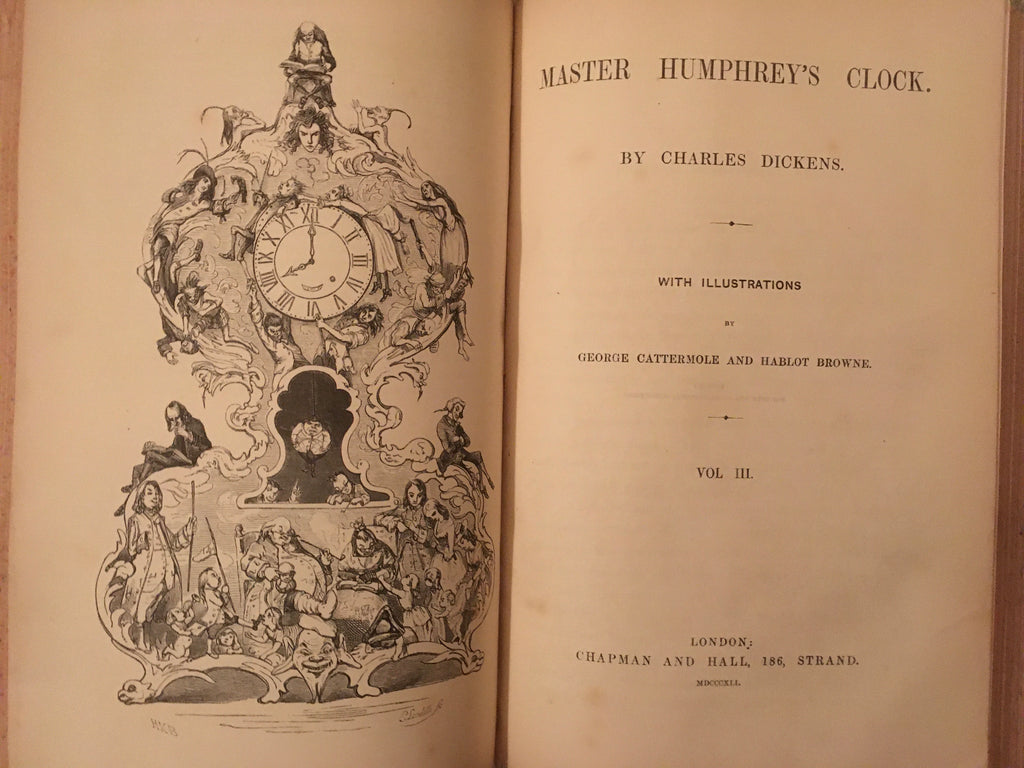 MASTER HUMPHREY'S CLOCK.
BY CHARLES DICKENS.
WITH ILLUSTRATIONS
BY
GEORGE CATTERMOLE AND HABLOT BROWNE.
VOL III.
LONDON:
CHAPMAN AND HALL, 186, STRAND.
MDCCCXLI.